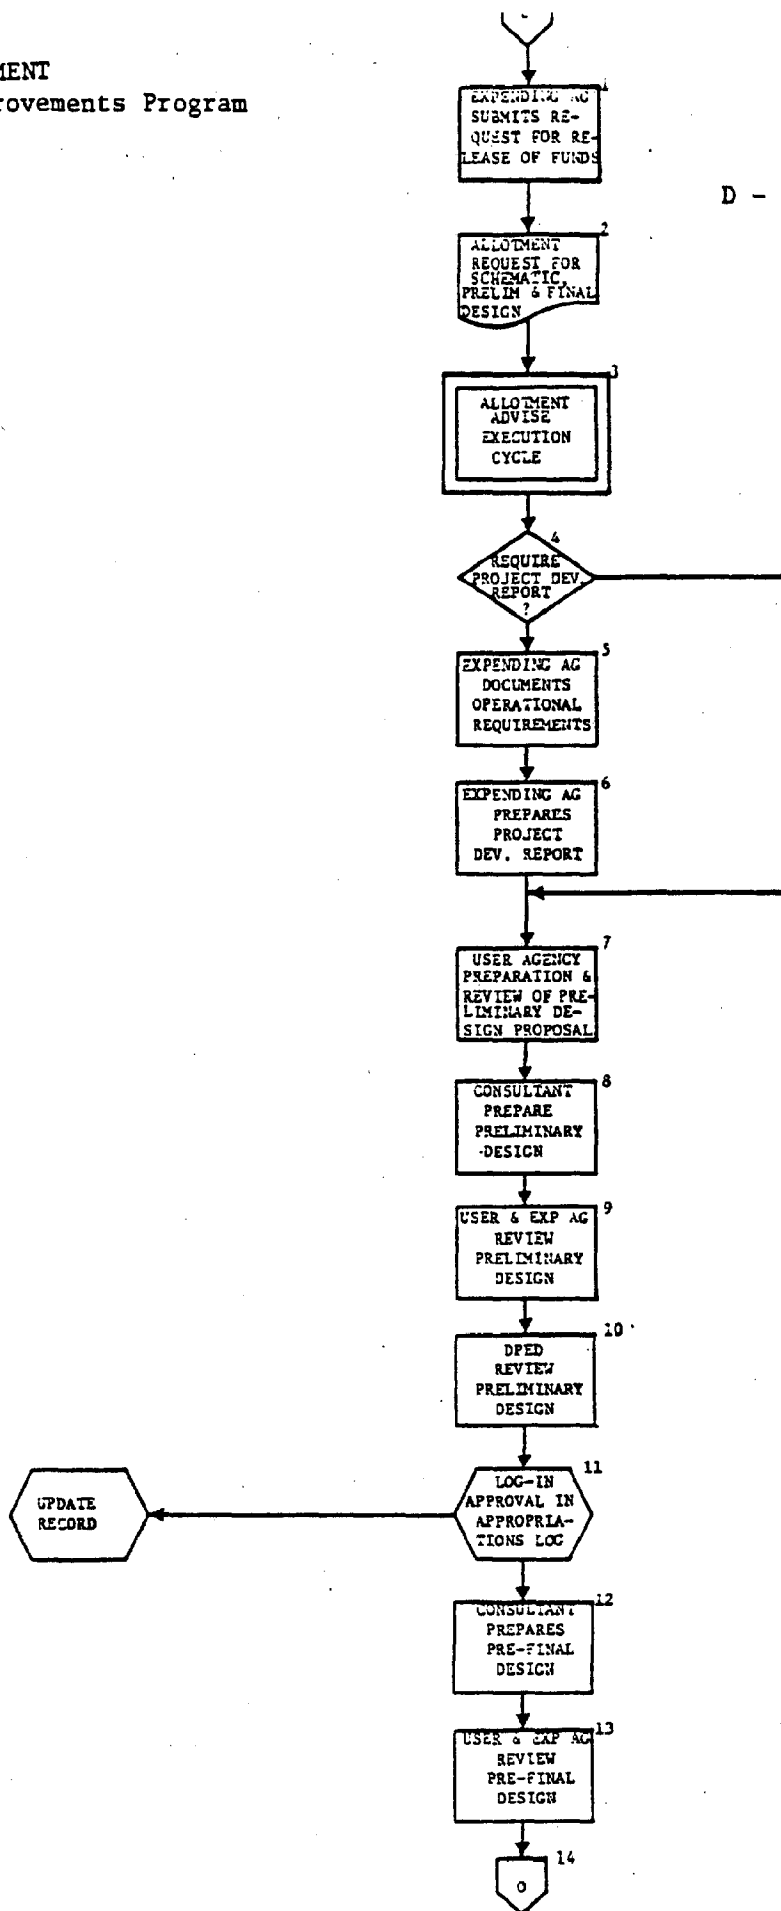 MENT
rovements Program
D -
1
EXPENDING AG
SUBMITS RE-
QUEST FOR RE-
LEASE OF FUNDS
2
ALLOTMENT
REQUEST FOR
SCHEMATIC,
PRELIM & FINAL
DESIGN
3
ALLOTMENT
ADVISE
EXECUTION
CYCLE
4
REQUIRE
PROJECT DEV.
REPORT
?
5
EXPENDING AG
DOCUMENTS
OPERATIONAL
REQUIREMENTS
6
EXPENDING AG
PREPARES
PROJECT
DEV. REPORT
7
USER AGENCY
PREPARATION &
REVIEW OF PRE-
LIMINARY DE-
SIGN PROPOSAL
8
CONSULTANT
PREPARE
PRELIMINARY
DESIGN
9
USER & EXP AG
REVIEW
PRELIMINARY
DESIGN
10
DPED
REVIEW
PRELIMINARY
DESIGN
11
LOG-IN
APPROVAL IN
APPROPRIA-
TIONS LOG
UPDATE
RECORD
12
CONSULTANT
PREPARES
PRE-FINAL
DESIGN
13
USER & EXP AG
REVIEW
PRE-FINAL
DESIGN
14
O